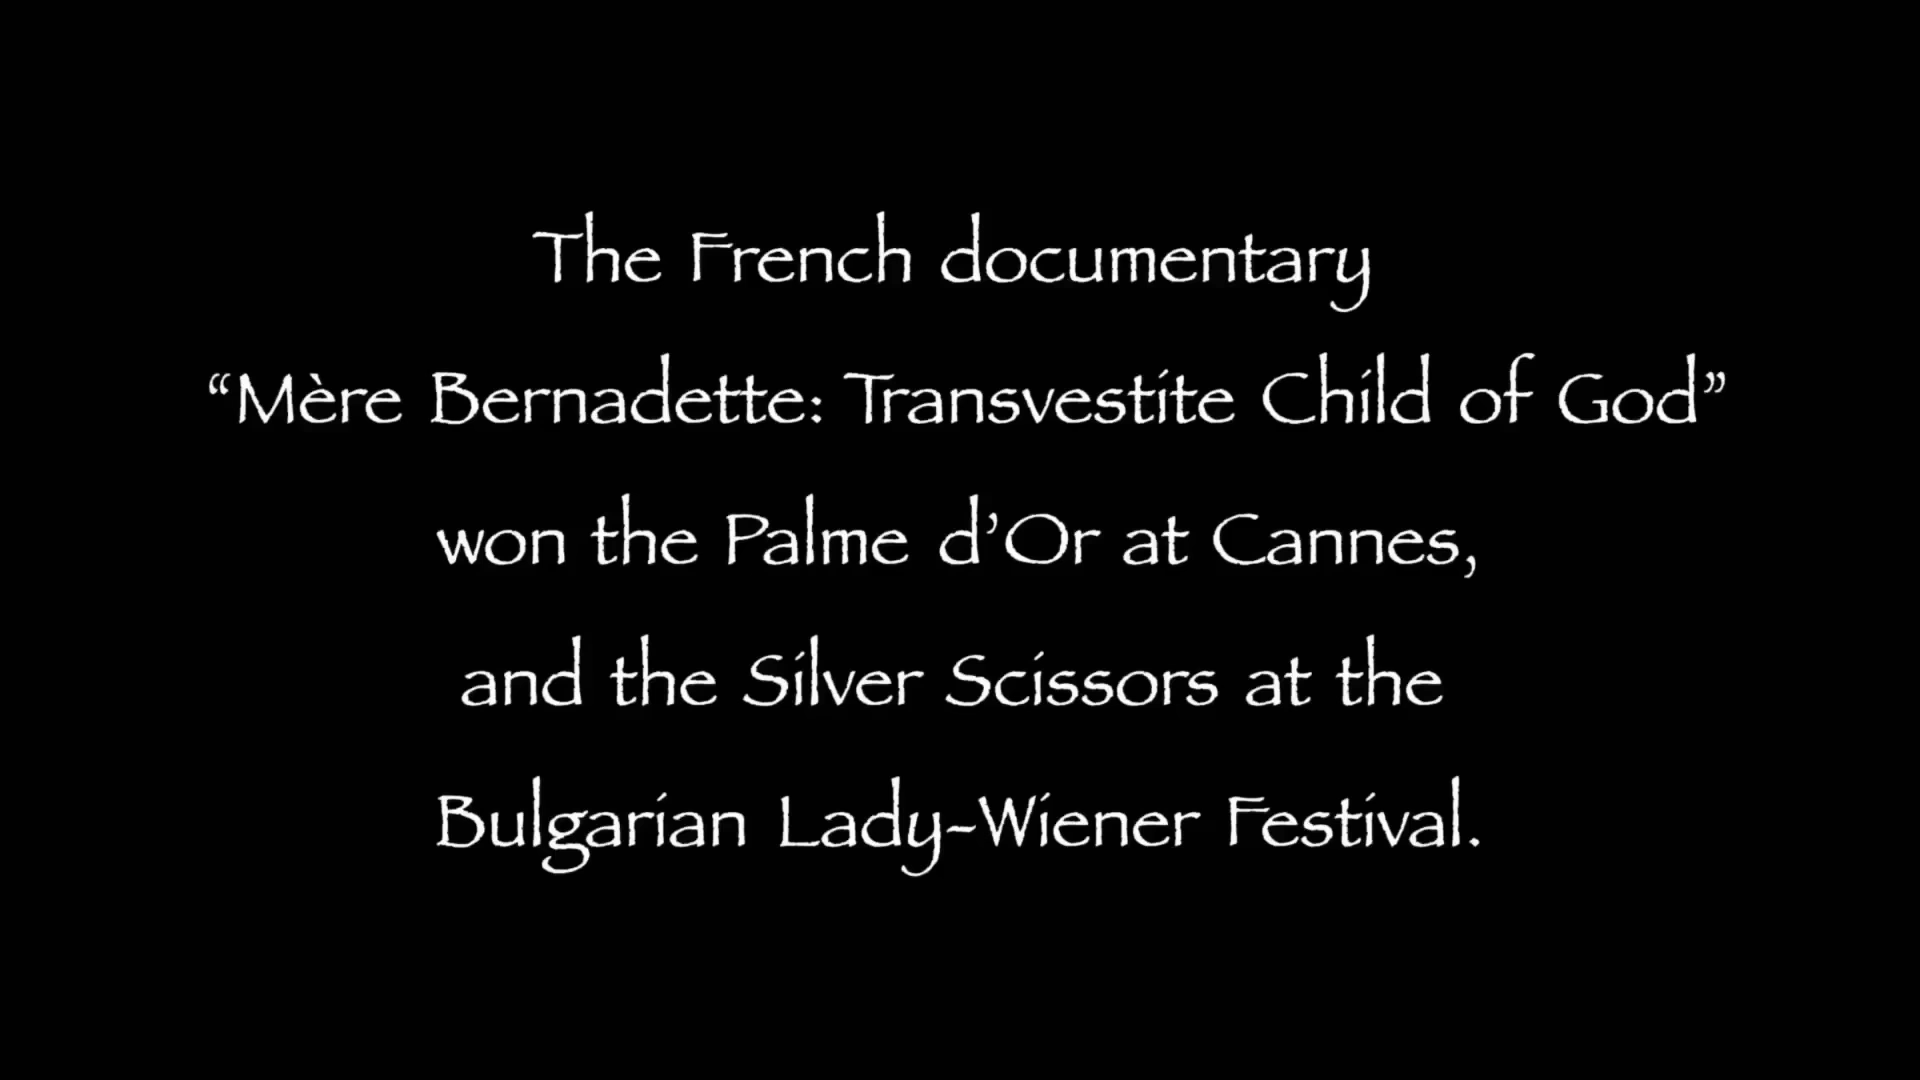 The French documentary
“Mère Bernadette: Transvestite Child of God”
won the Palme d’Or at Cannes,
and the Silver Scissors at the
Bulgarian Lady-Wiener Festival.